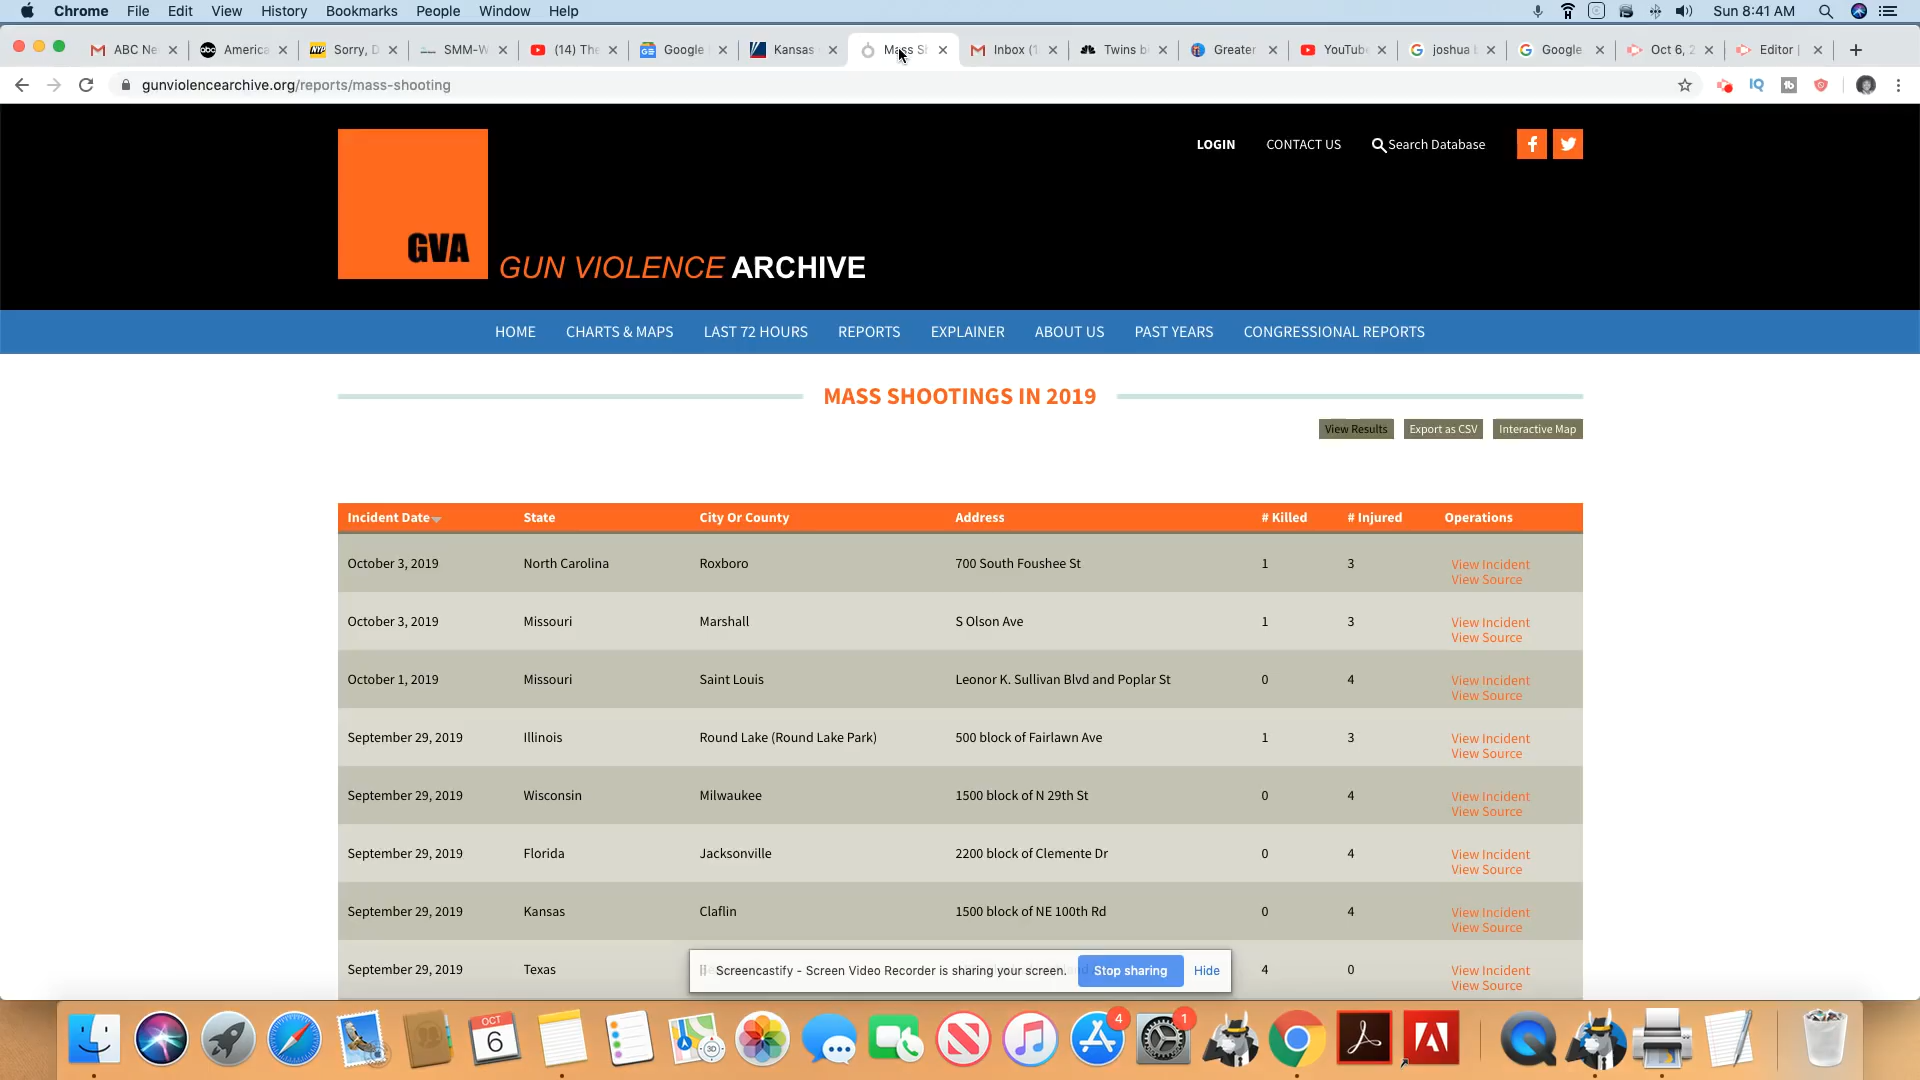 Chrome File Edit View History Bookmarks People Window Help Sun 8:41 AM
ABC Ne America Sorry, D SMM-W (14) The Google Kansas Mass S Inbox (1 Twins b Greater YouTube joshua Google Oct 6, 2 Editor
gunviolencearchive.org/reports/mass-shooting
LOGIN CONTACT US Search Database
GVA
GUN VIOLENCE ARCHIVE
HOME CHARTS & MAPS LAST 72 HOURS REPORTS EXPLAINER ABOUT US PAST YEARS CONGRESSIONAL REPORTS
MASS SHOOTINGS IN 2019
View Results Export as CSV Interactive Map
Incident Date State City Or County Address # Killed # Injured Operations
October 3, 2019 North Carolina Roxboro 700 South Foushee St 1 3 View Incident
View Source
October 3, 2019 Missouri Marshall S Olson Ave 1 3 View Incident
View Source
October 1, 2019 Missouri Saint Louis Leonor K. Sullivan Blvd and Poplar St 0 4 View Incident
View Source
September 29, 2019 Illinois Round Lake (Round Lake Park) 500 block of Fairlawn Ave 1 3 View Incident
View Source
September 29, 2019 Wisconsin Milwaukee 1500 block of N 29th St 0 4 View Incident
View Source
September 29, 2019 Florida Jacksonville 2200 block of Clemente Dr 0 4 View Incident
View Source
September 29, 2019 Kansas Claflin 1500 block of NE 100th Rd 0 4 View Incident
View Source
September 29, 2019 Texas 4 0 View Incident
View Source
Screencastify - Screen Video Recorder is sharing your screen. Stop sharing Hide
OCT
6
30
4
1